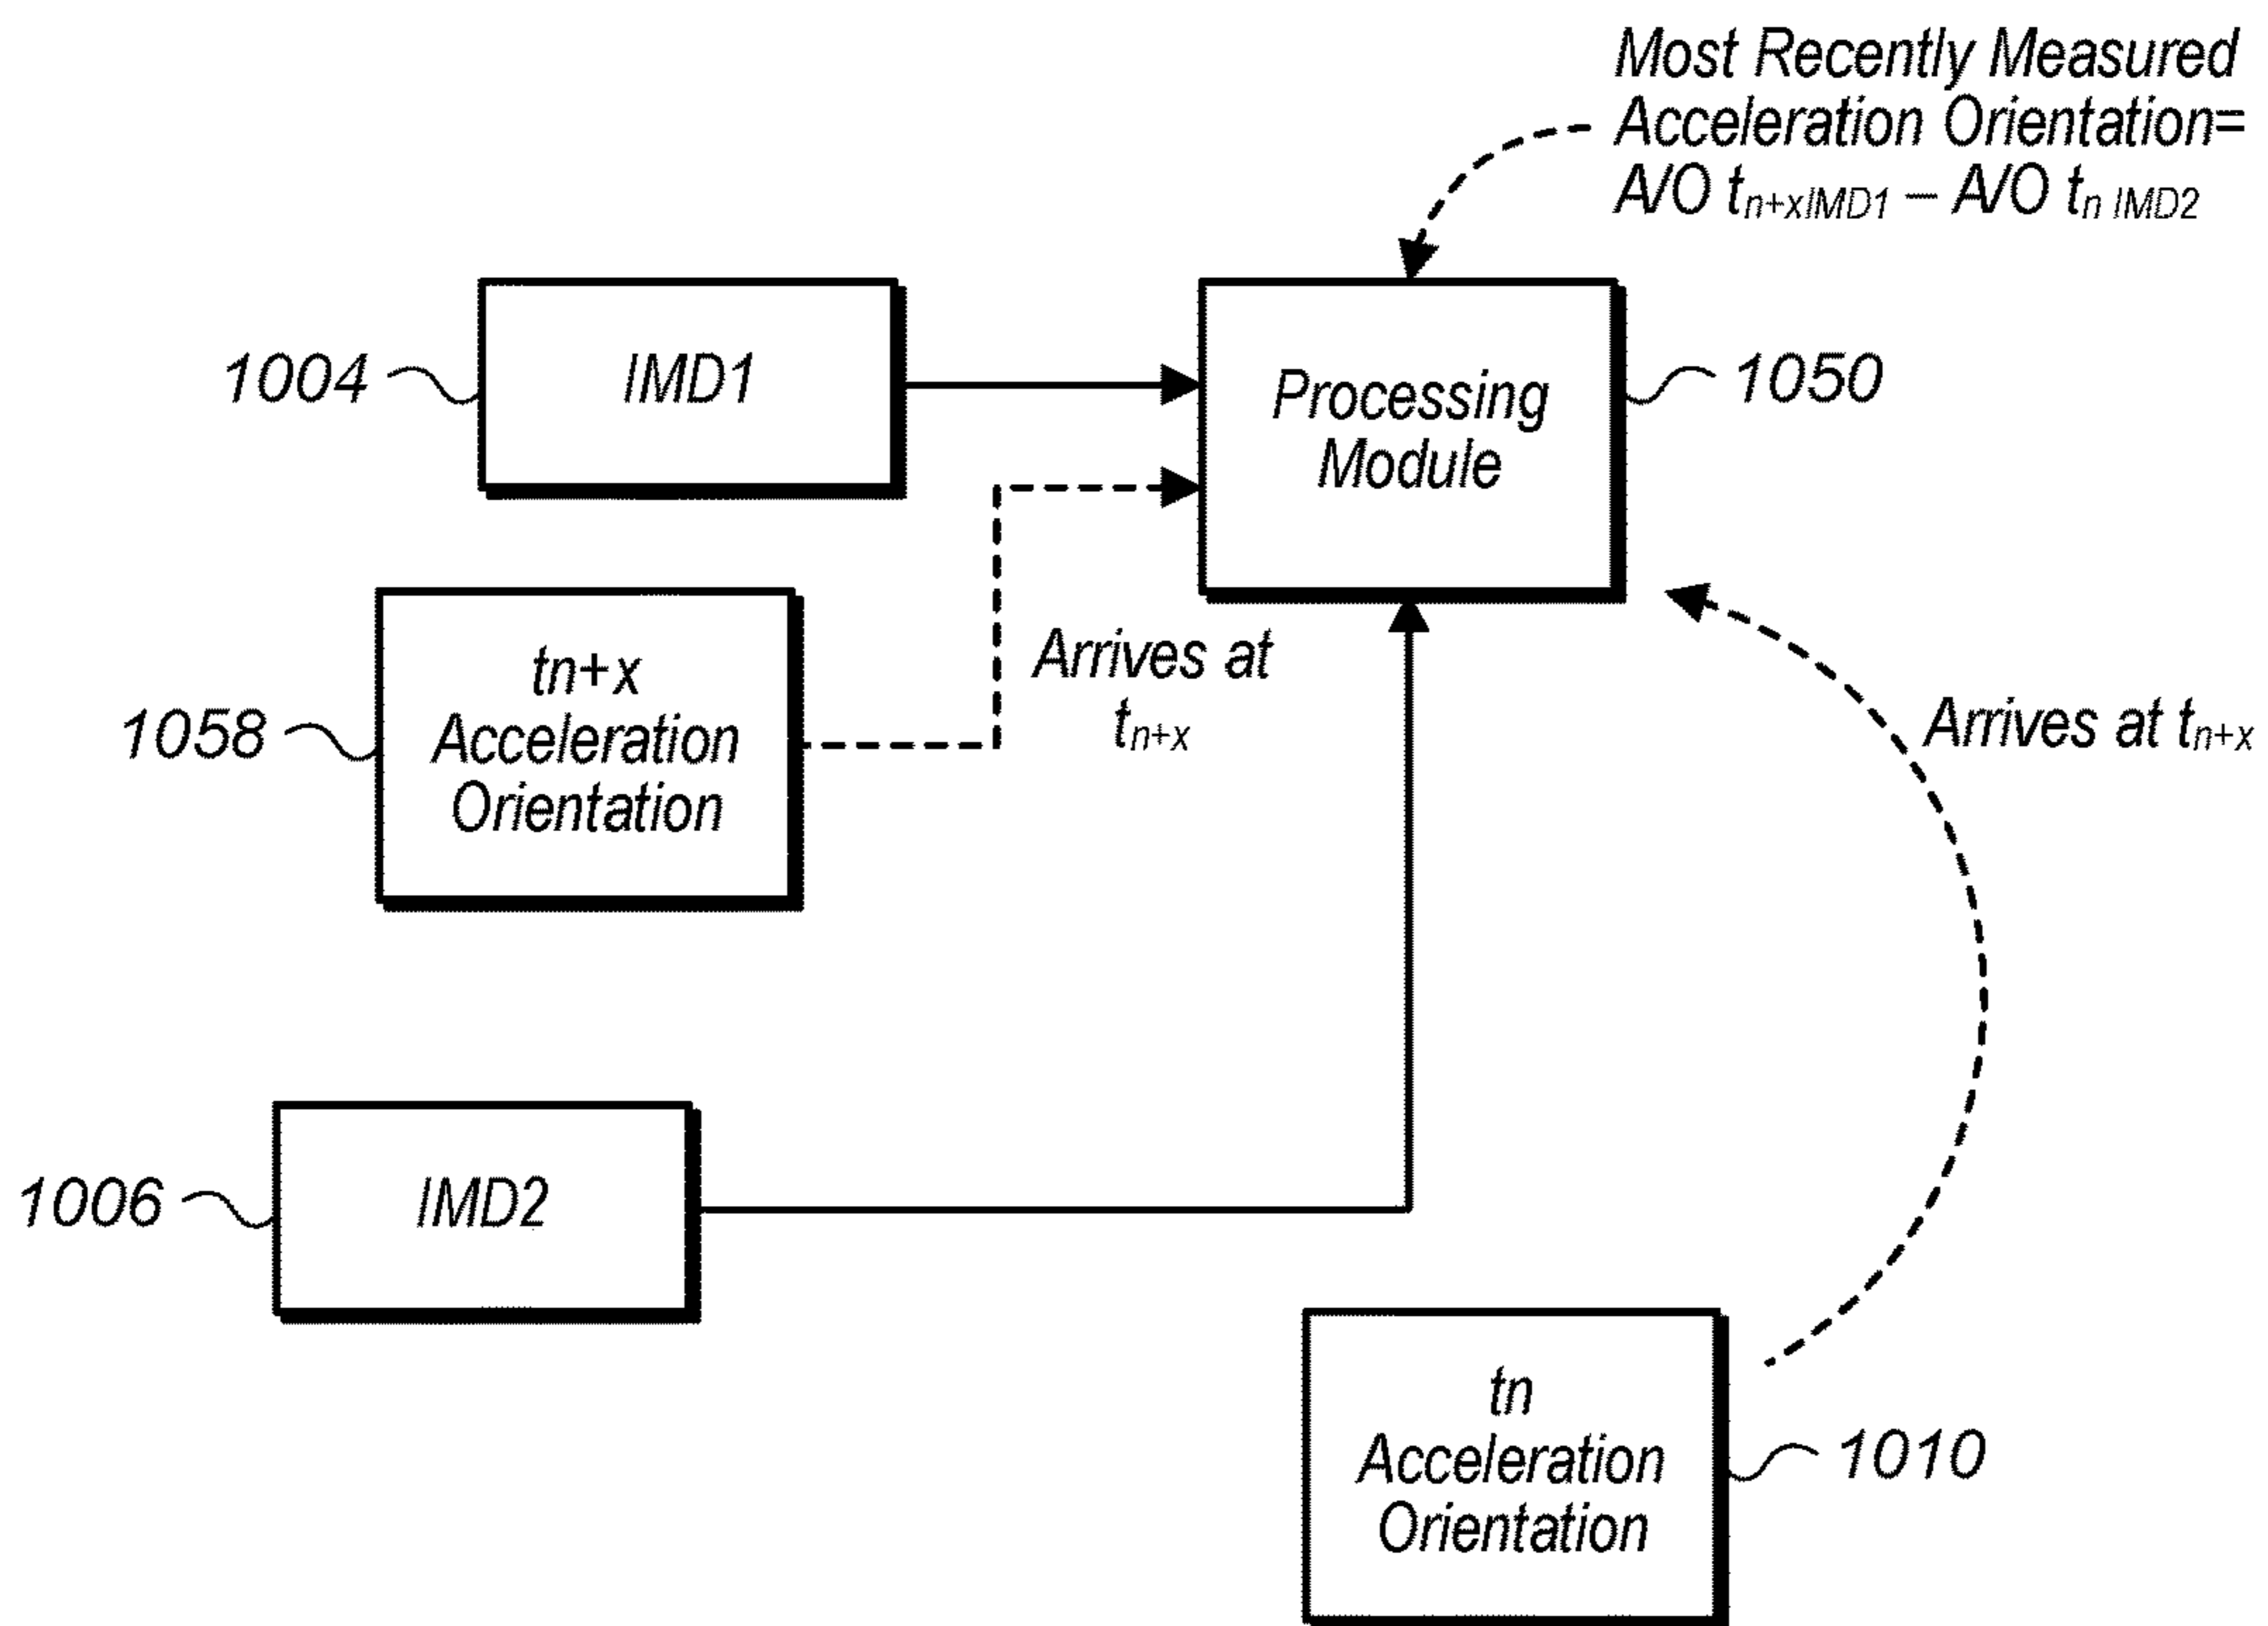 Most Recently Measured
Acceleration Orientation=
A/O tn+xIMD1 – A/O tn IMD2
1004
IMD1
Processing
Module
1050
1058
tn+x
Acceleration
Orientation
Arrives at
tn+x
Arrives at tn+x
1006
IMD2
tn
Acceleration
Orientation
1010